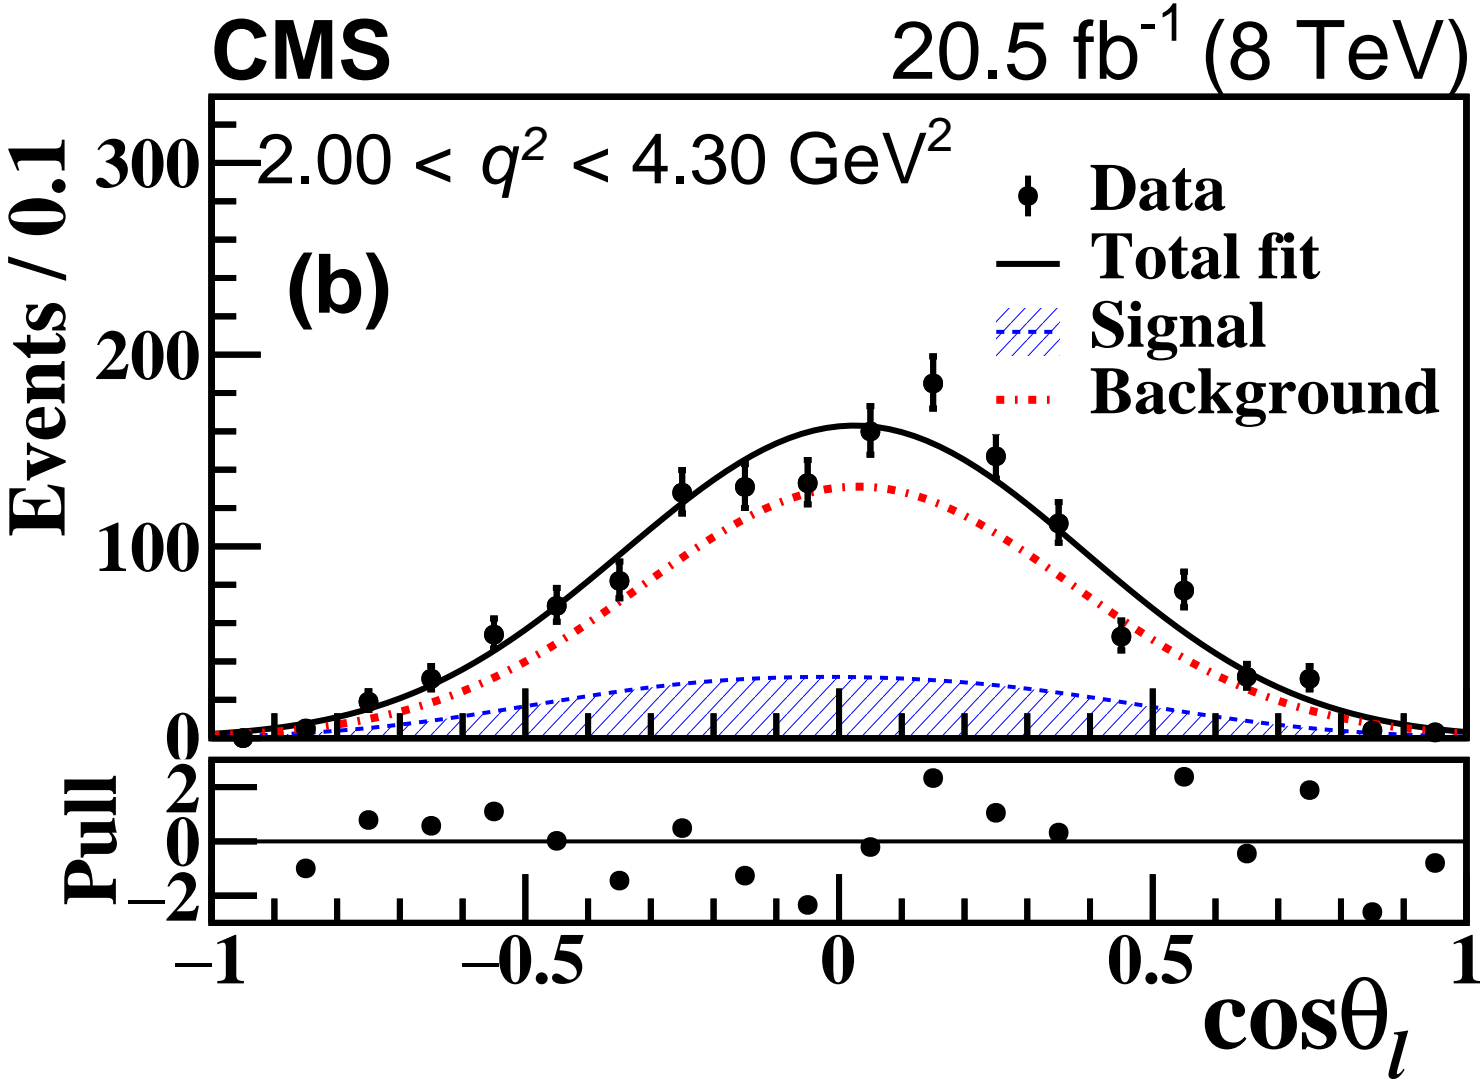 CMS 20.5 fb⁻¹ (8 TeV)
2.00 < q² < 4.30 GeV²
(b)
Data
Total fit
Signal
Background
Events / 0.1
300
200
100
0
Pull
2
0
−2
−1 −0.5 0 0.5 1
cosθₗ